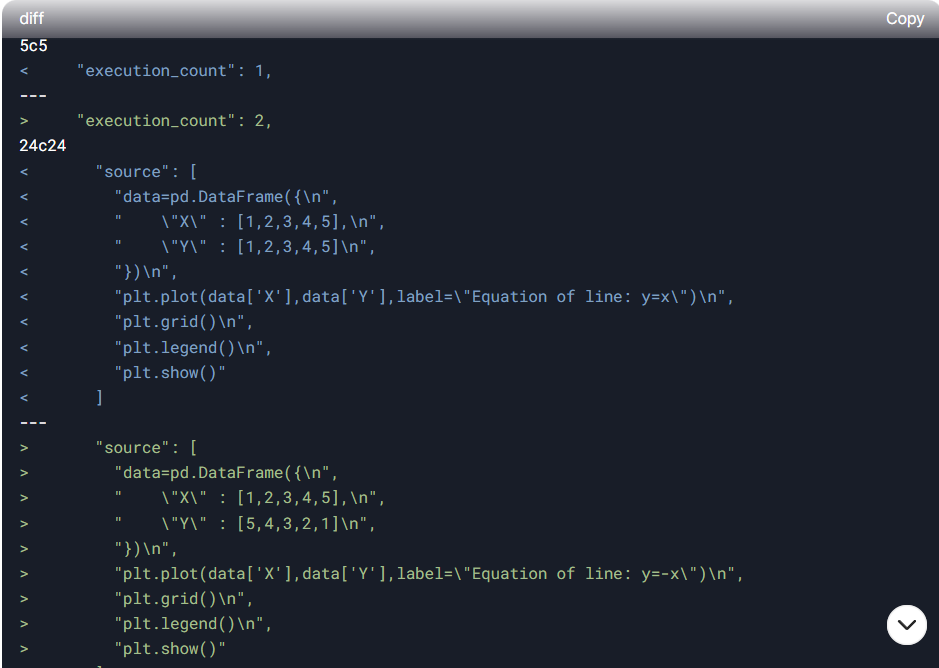 diff
Copy
5c5
<     "execution_count": 1,
---
>     "execution_count": 2,
24c24
<       "source": [
<         "data=pd.DataFrame({\n",
<         "    \"X\" : [1,2,3,4,5],\n",
<         "    \"Y\" : [1,2,3,4,5]\n",
<         "})\n",
<         "plt.plot(data['X'],data['Y'],label=\"Equation of line: y=x\")\n",
<         "plt.grid()\n",
<         "plt.legend()\n",
<         "plt.show()"
<       ]
---
>       "source": [
>         "data=pd.DataFrame({\n",
>         "    \"X\" : [1,2,3,4,5],\n",
>         "    \"Y\" : [5,4,3,2,1]\n",
>         "})\n",
>         "plt.plot(data['X'],data['Y'],label=\"Equation of line: y=-x\")\n",
>         "plt.grid()\n",
>         "plt.legend()\n",
>         "plt.show()"